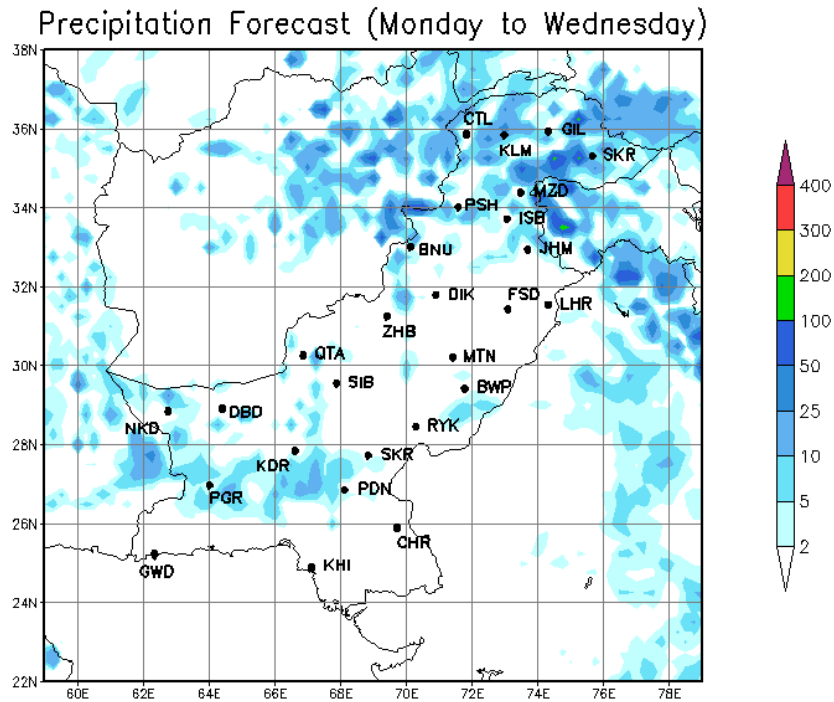 Precipitation Forecast (Monday to Wednesday)
38N
36N
34N
32N
30N
28N
26N
24N
22N
60E 62E 64E 66E 68E 70E 72E 74E 76E 78E
CTL
KLM
GIL
SKR
MZD
PSH
ISB
BNU
JHM
DIK
FSD
LHR
ZHB
QTA
MTN
SIB
BWP
NKD
DBD
RYK
KDR
SKR
PGR
PDN
CHR
GWD
KHI
400
300
200
100
50
25
10
5
2